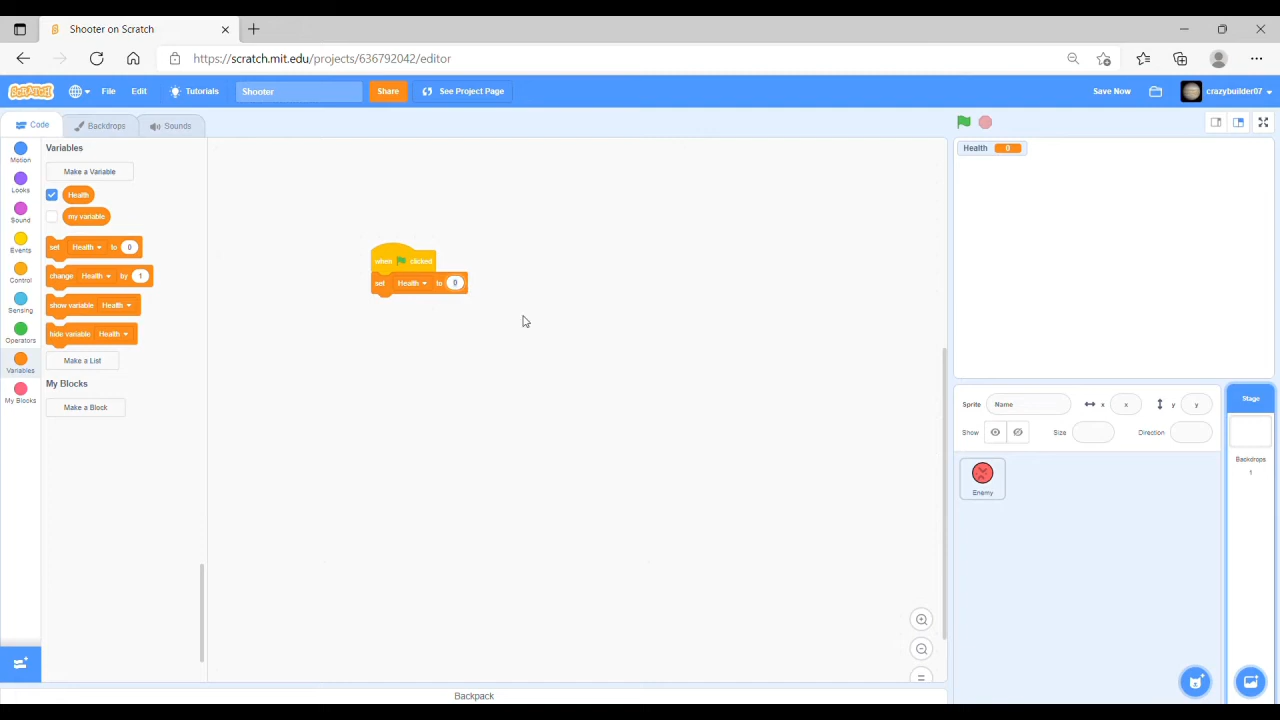 Shooter on Scratch
https://scratch.mit.edu/projects/636792042/editor
SCRATCH File Edit Tutorials Shooter Share See Project Page Save Now crazybuilder07
Code Backdrops Sounds
Motion
Looks
Sound
Events
Control
Sensing
Operators
Variables
My Blocks
Variables
Make a Variable
Health
my variable
set Health to 0
change Health by 1
show variable Health
hide variable Health
Make a List
My Blocks
Make a Block
when clicked
set Health to 0
Backpack
Health 0
Sprite Name x x y y
Show Size Direction
Enemy
Stage
Backdrops
1